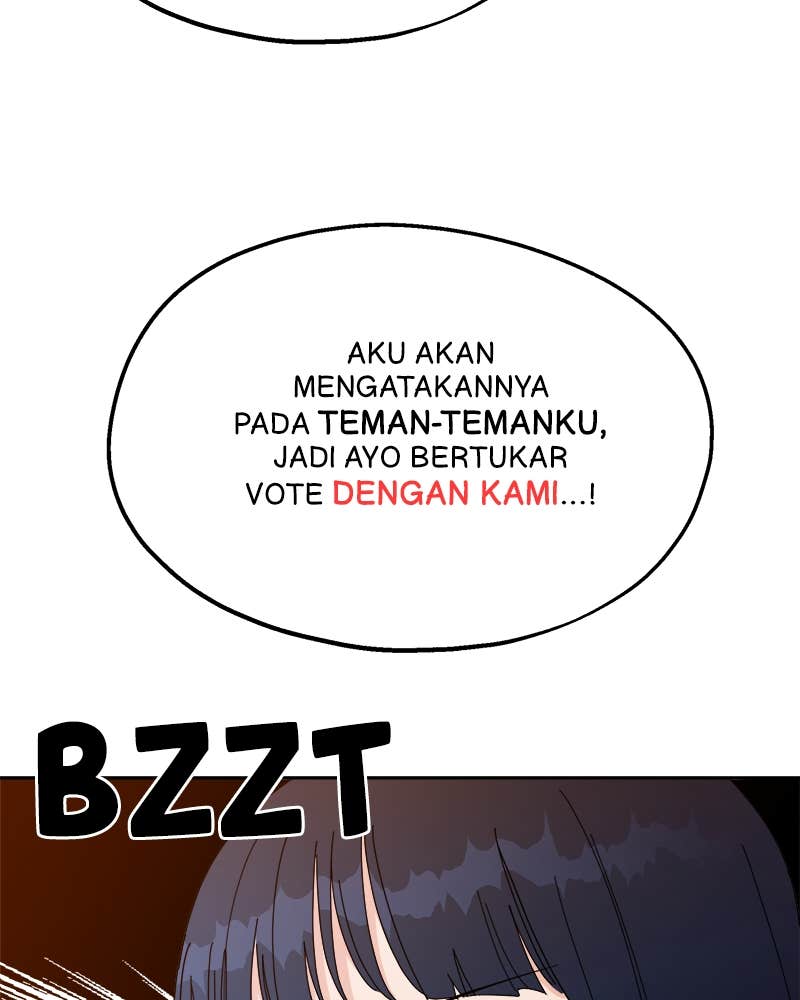 AKU AKAN
MENGATAKANNYA
PADA TEMAN-TEMANKU,
JADI AYO BERTUKAR
VOTE DENGAN KAMI...!
BZZT